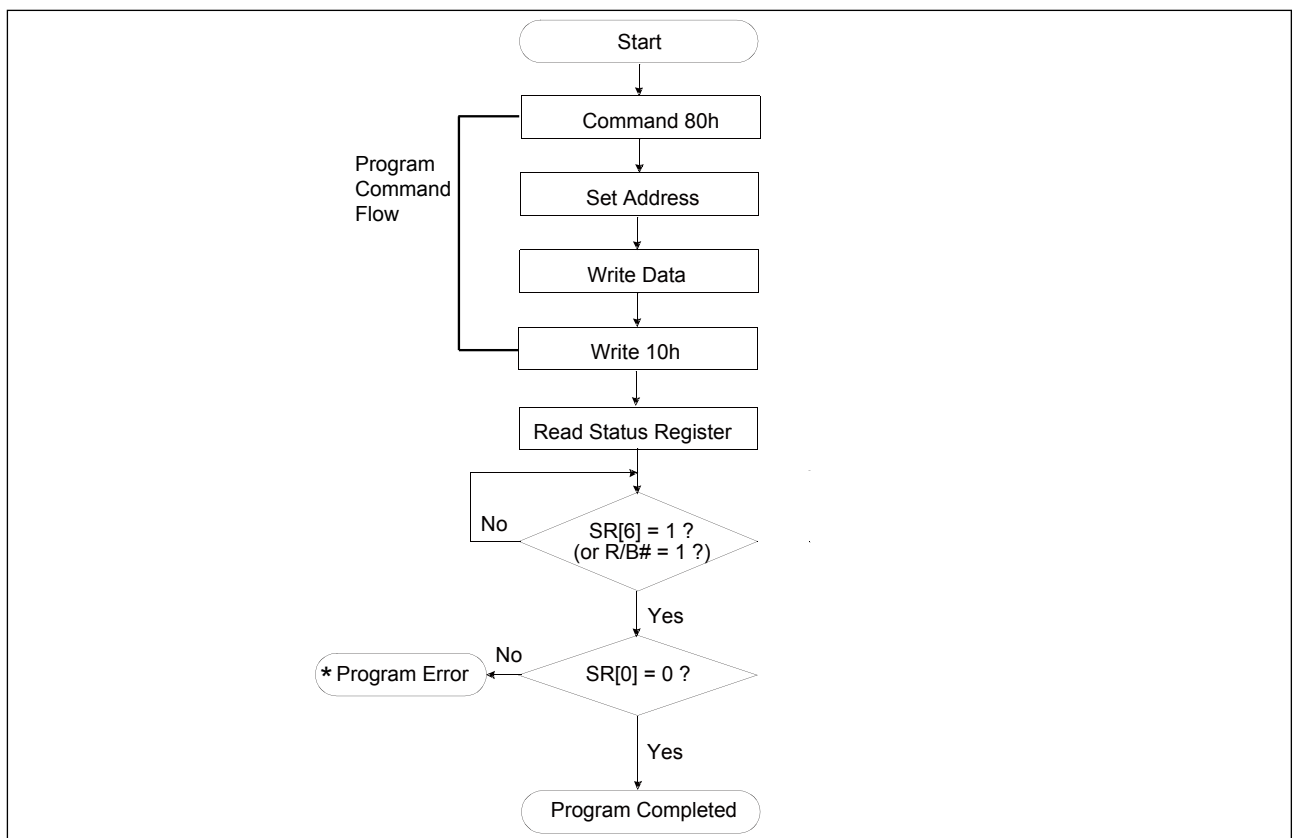 Start
Command 80h
Program
Command
Flow
Set Address
Write Data
Write 10h
Read Status Register
No
SR[6] = 1 ?
(or R/B# = 1 ?)
Yes
No
* Program Error
SR[0] = 0 ?
Yes
Program Completed